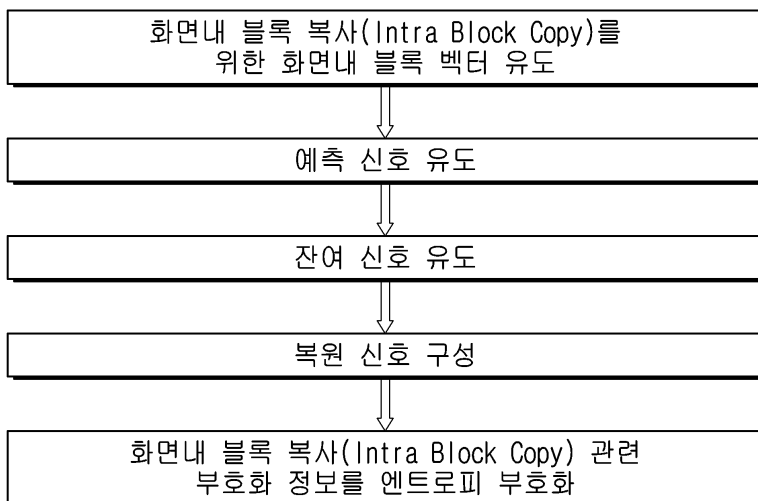 화면내 블록 복사(Intra Block Copy)를
위한 화면내 블록 벡터 유도
예측 신호 유도
잔여 신호 유도
복원 신호 구성
화면내 블록 복사(Intra Block Copy) 관련
부호화 정보를 엔트로피 부호화